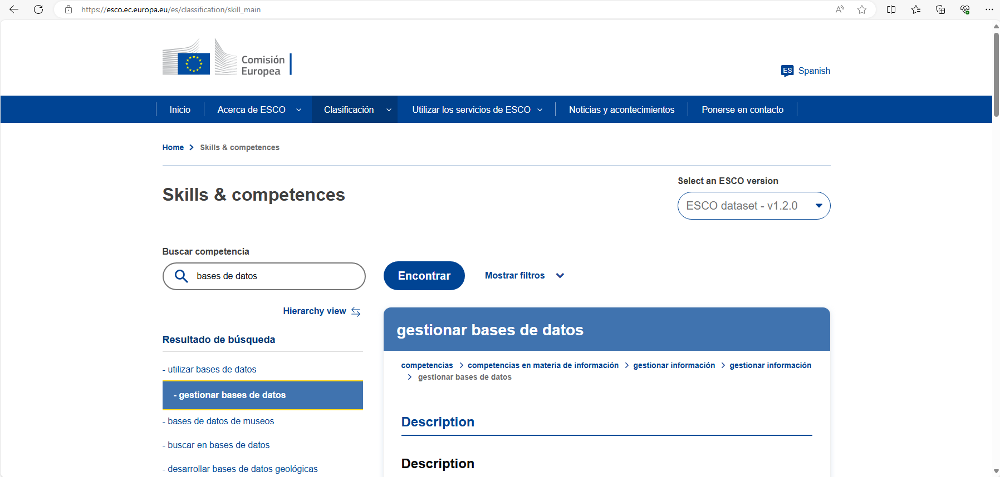 https://esco.ec.europa.eu/es/classification/skill_main
Comisión
Europea
ES Spanish
Inicio Acerca de ESCO Clasificación Utilizar los servicios de ESCO Noticias y acontecimientos Ponerse en contacto
Home Skills & competences
Select an ESCO version
Skills & competences
ESCO dataset - v1.2.0
Buscar competencia
bases de datos
Encontrar
Mostrar filtros
Hierarchy view
Resultado de búsqueda
- utilizar bases de datos
- gestionar bases de datos
- bases de datos de museos
- buscar en bases de datos
- desarrollar bases de datos geológicas
gestionar bases de datos
competencias > competencias en materia de información > gestionar información > gestionar información
> gestionar bases de datos
Description
Description